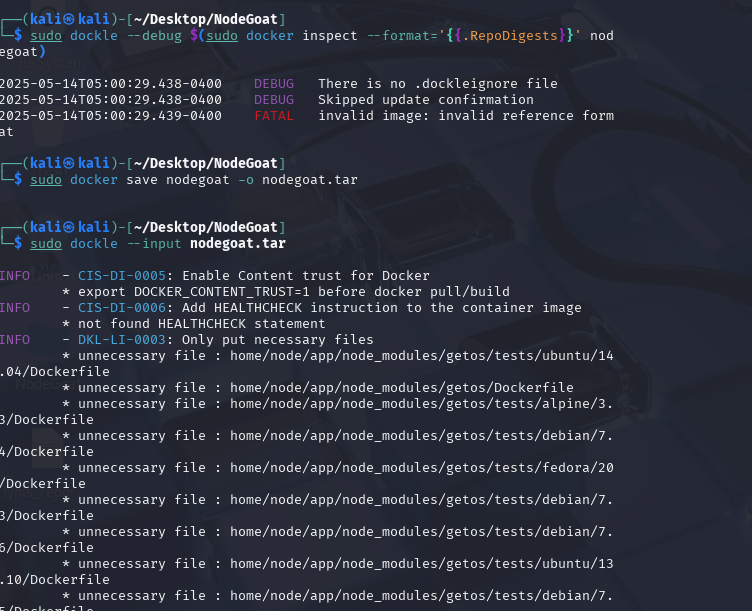 ┌──(kali㉿kali)-[~/Desktop/NodeGoat]
└─$ sudo dockle --debug $(sudo docker inspect --format='{{.RepoDigests}}' nod
egoat)
2025-05-14T05:00:29.438-0400    DEBUG   There is no .dockleignore file
2025-05-14T05:00:29.438-0400    DEBUG   Skipped update confirmation
2025-05-14T05:00:29.439-0400    FATAL   invalid image: invalid reference form
at
┌──(kali㉿kali)-[~/Desktop/NodeGoat]
└─$ sudo docker save nodegoat -o nodegoat.tar
┌──(kali㉿kali)-[~/Desktop/NodeGoat]
└─$ sudo dockle --input nodegoat.tar
INFO    - CIS-DI-0005: Enable Content trust for Docker
        * export DOCKER_CONTENT_TRUST=1 before docker pull/build
INFO    - CIS-DI-0006: Add HEALTHCHECK instruction to the container image
        * not found HEALTHCHECK statement
INFO    - DKL-LI-0003: Only put necessary files
        * unnecessary file : home/node/app/node_modules/getos/tests/ubuntu/14
.04/Dockerfile
        * unnecessary file : home/node/app/node_modules/getos/Dockerfile
        * unnecessary file : home/node/app/node_modules/getos/tests/alpine/3.
3/Dockerfile
        * unnecessary file : home/node/app/node_modules/getos/tests/debian/7.
4/Dockerfile
        * unnecessary file : home/node/app/node_modules/getos/tests/fedora/20
/Dockerfile
        * unnecessary file : home/node/app/node_modules/getos/tests/debian/7.
3/Dockerfile
        * unnecessary file : home/node/app/node_modules/getos/tests/debian/7.
6/Dockerfile
        * unnecessary file : home/node/app/node_modules/getos/tests/ubuntu/13
.10/Dockerfile
        * unnecessary file : home/node/app/node_modules/getos/tests/debian/7.
5/Dockerfile